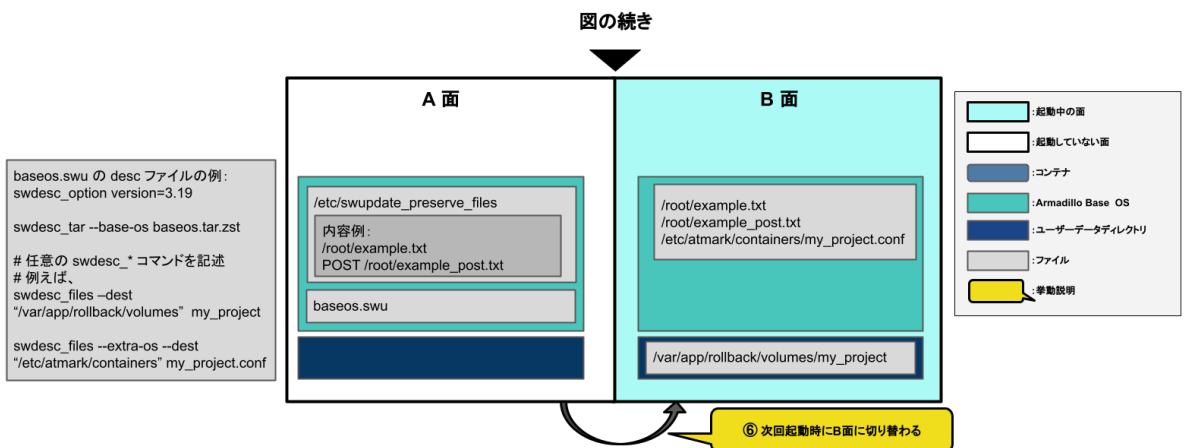 図の続き
A 面
B 面
baseos.swu の desc ファイルの例:
swdesc_option version=3.19
swdesc_tar --base-os baseos.tar.zst
# 任意の swdesc_* コマンドを記述
# 例えば、
swdesc_files –dest
“/var/app/rollback/volumes” my_project
swdesc_files --extra-os --dest
“/etc/atmark/containers” my_project.conf
/etc/swupdate_preserve_files
内容例:
/root/example.txt
POST /root/example_post.txt
baseos.swu
/root/example.txt
/root/example_post.txt
/etc/atmark/containers/my_project.conf
/var/app/rollback/volumes/my_project
⑥ 次回起動時にB面に切り替わる
:起動中の面
:起動していない面
:コンテナ
:Armadillo Base OS
:ユーザーデータディレクトリ
:ファイル
:挙動説明